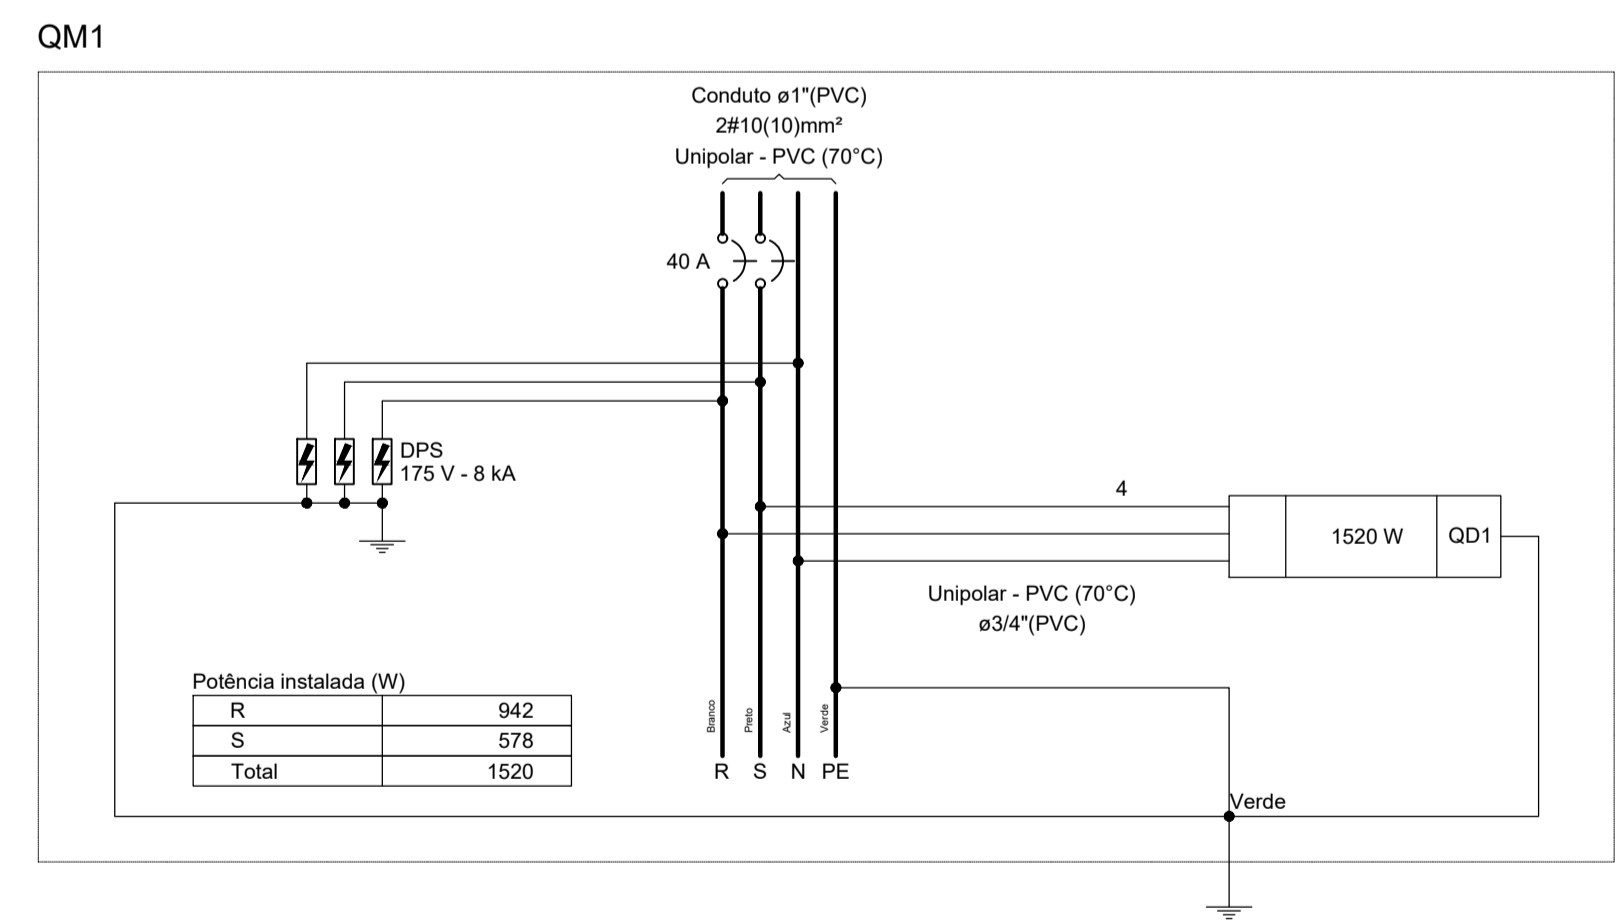 QM1
Conduto ø1"(PVC)
2#10(10)mm²
Unipolar - PVC (70°C)
40 A
DPS
175 V - 8 kA
4
1520 W
QD1
Unipolar - PVC (70°C)
ø3/4"(PVC)
Potência instalada (W)
R 942
S 578
Total 1520
Branco
Preto
Azul
Verde
R S N PE
Verde